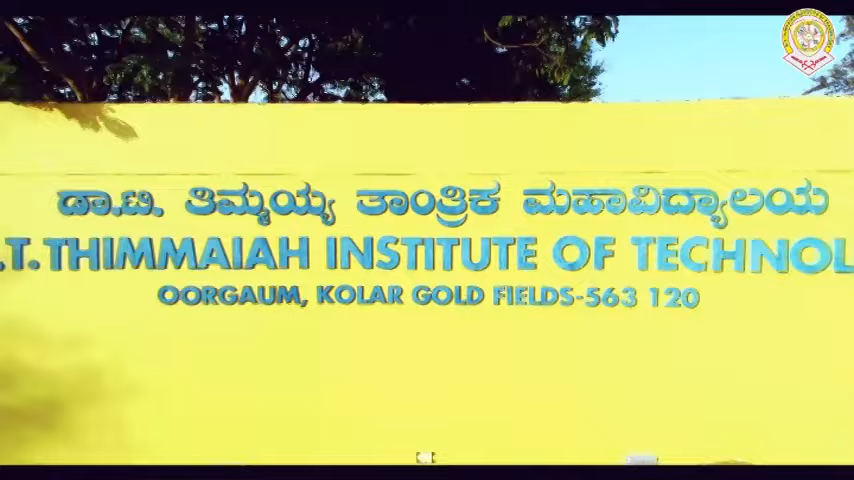 ಡಾ.ಟಿ. ತಿಮ್ಮಯ್ಯ ತಾಂತ್ರಿಕ ಮಹಾವಿದ್ಯಾಲಯ
.T. THIMMAIAH INSTITUTE OF TECHNOL
OORGAUM, KOLAR GOLD FIELDS-563 120